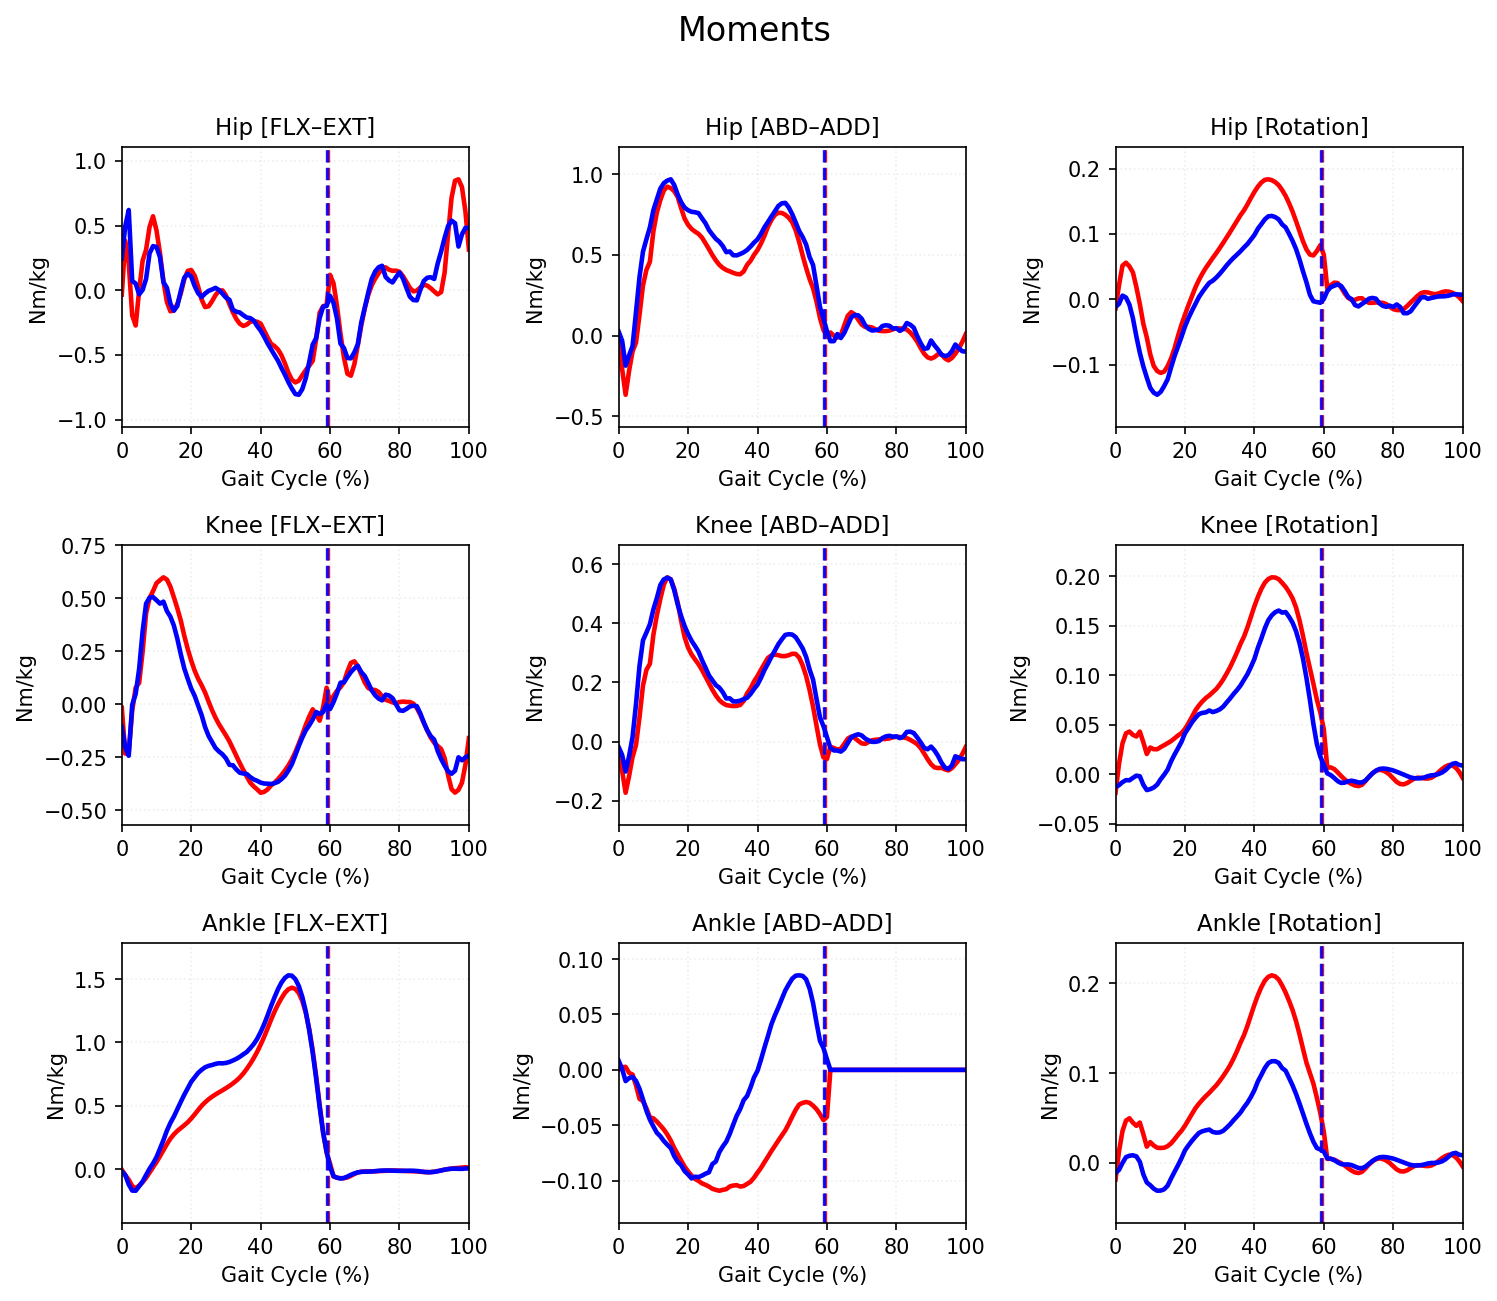 Moments
Hip [FLX–EXT]
Hip [ABD–ADD]
Hip [Rotation]
1.0
0.5
0.0
−0.5
−1.0
Nm/kg
0 20 40 60 80 100
Gait Cycle (%)
1.0
0.5
0.0
−0.5
Nm/kg
0 20 40 60 80 100
Gait Cycle (%)
0.2
0.1
0.0
−0.1
Nm/kg
0 20 40 60 80 100
Gait Cycle (%)
Knee [FLX–EXT]
Knee [ABD–ADD]
Knee [Rotation]
0.75
0.50
0.25
0.00
−0.25
−0.50
Nm/kg
0 20 40 60 80 100
Gait Cycle (%)
0.6
0.4
0.2
0.0
−0.2
Nm/kg
0 20 40 60 80 100
Gait Cycle (%)
0.20
0.15
0.10
0.05
0.00
−0.05
Nm/kg
0 20 40 60 80 100
Gait Cycle (%)
Ankle [FLX–EXT]
Ankle [ABD–ADD]
Ankle [Rotation]
1.5
1.0
0.5
0.0
Nm/kg
0 20 40 60 80 100
Gait Cycle (%)
0.10
0.05
0.00
−0.05
−0.10
Nm/kg
0 20 40 60 80 100
Gait Cycle (%)
0.2
0.1
0.0
Nm/kg
0 20 40 60 80 100
Gait Cycle (%)